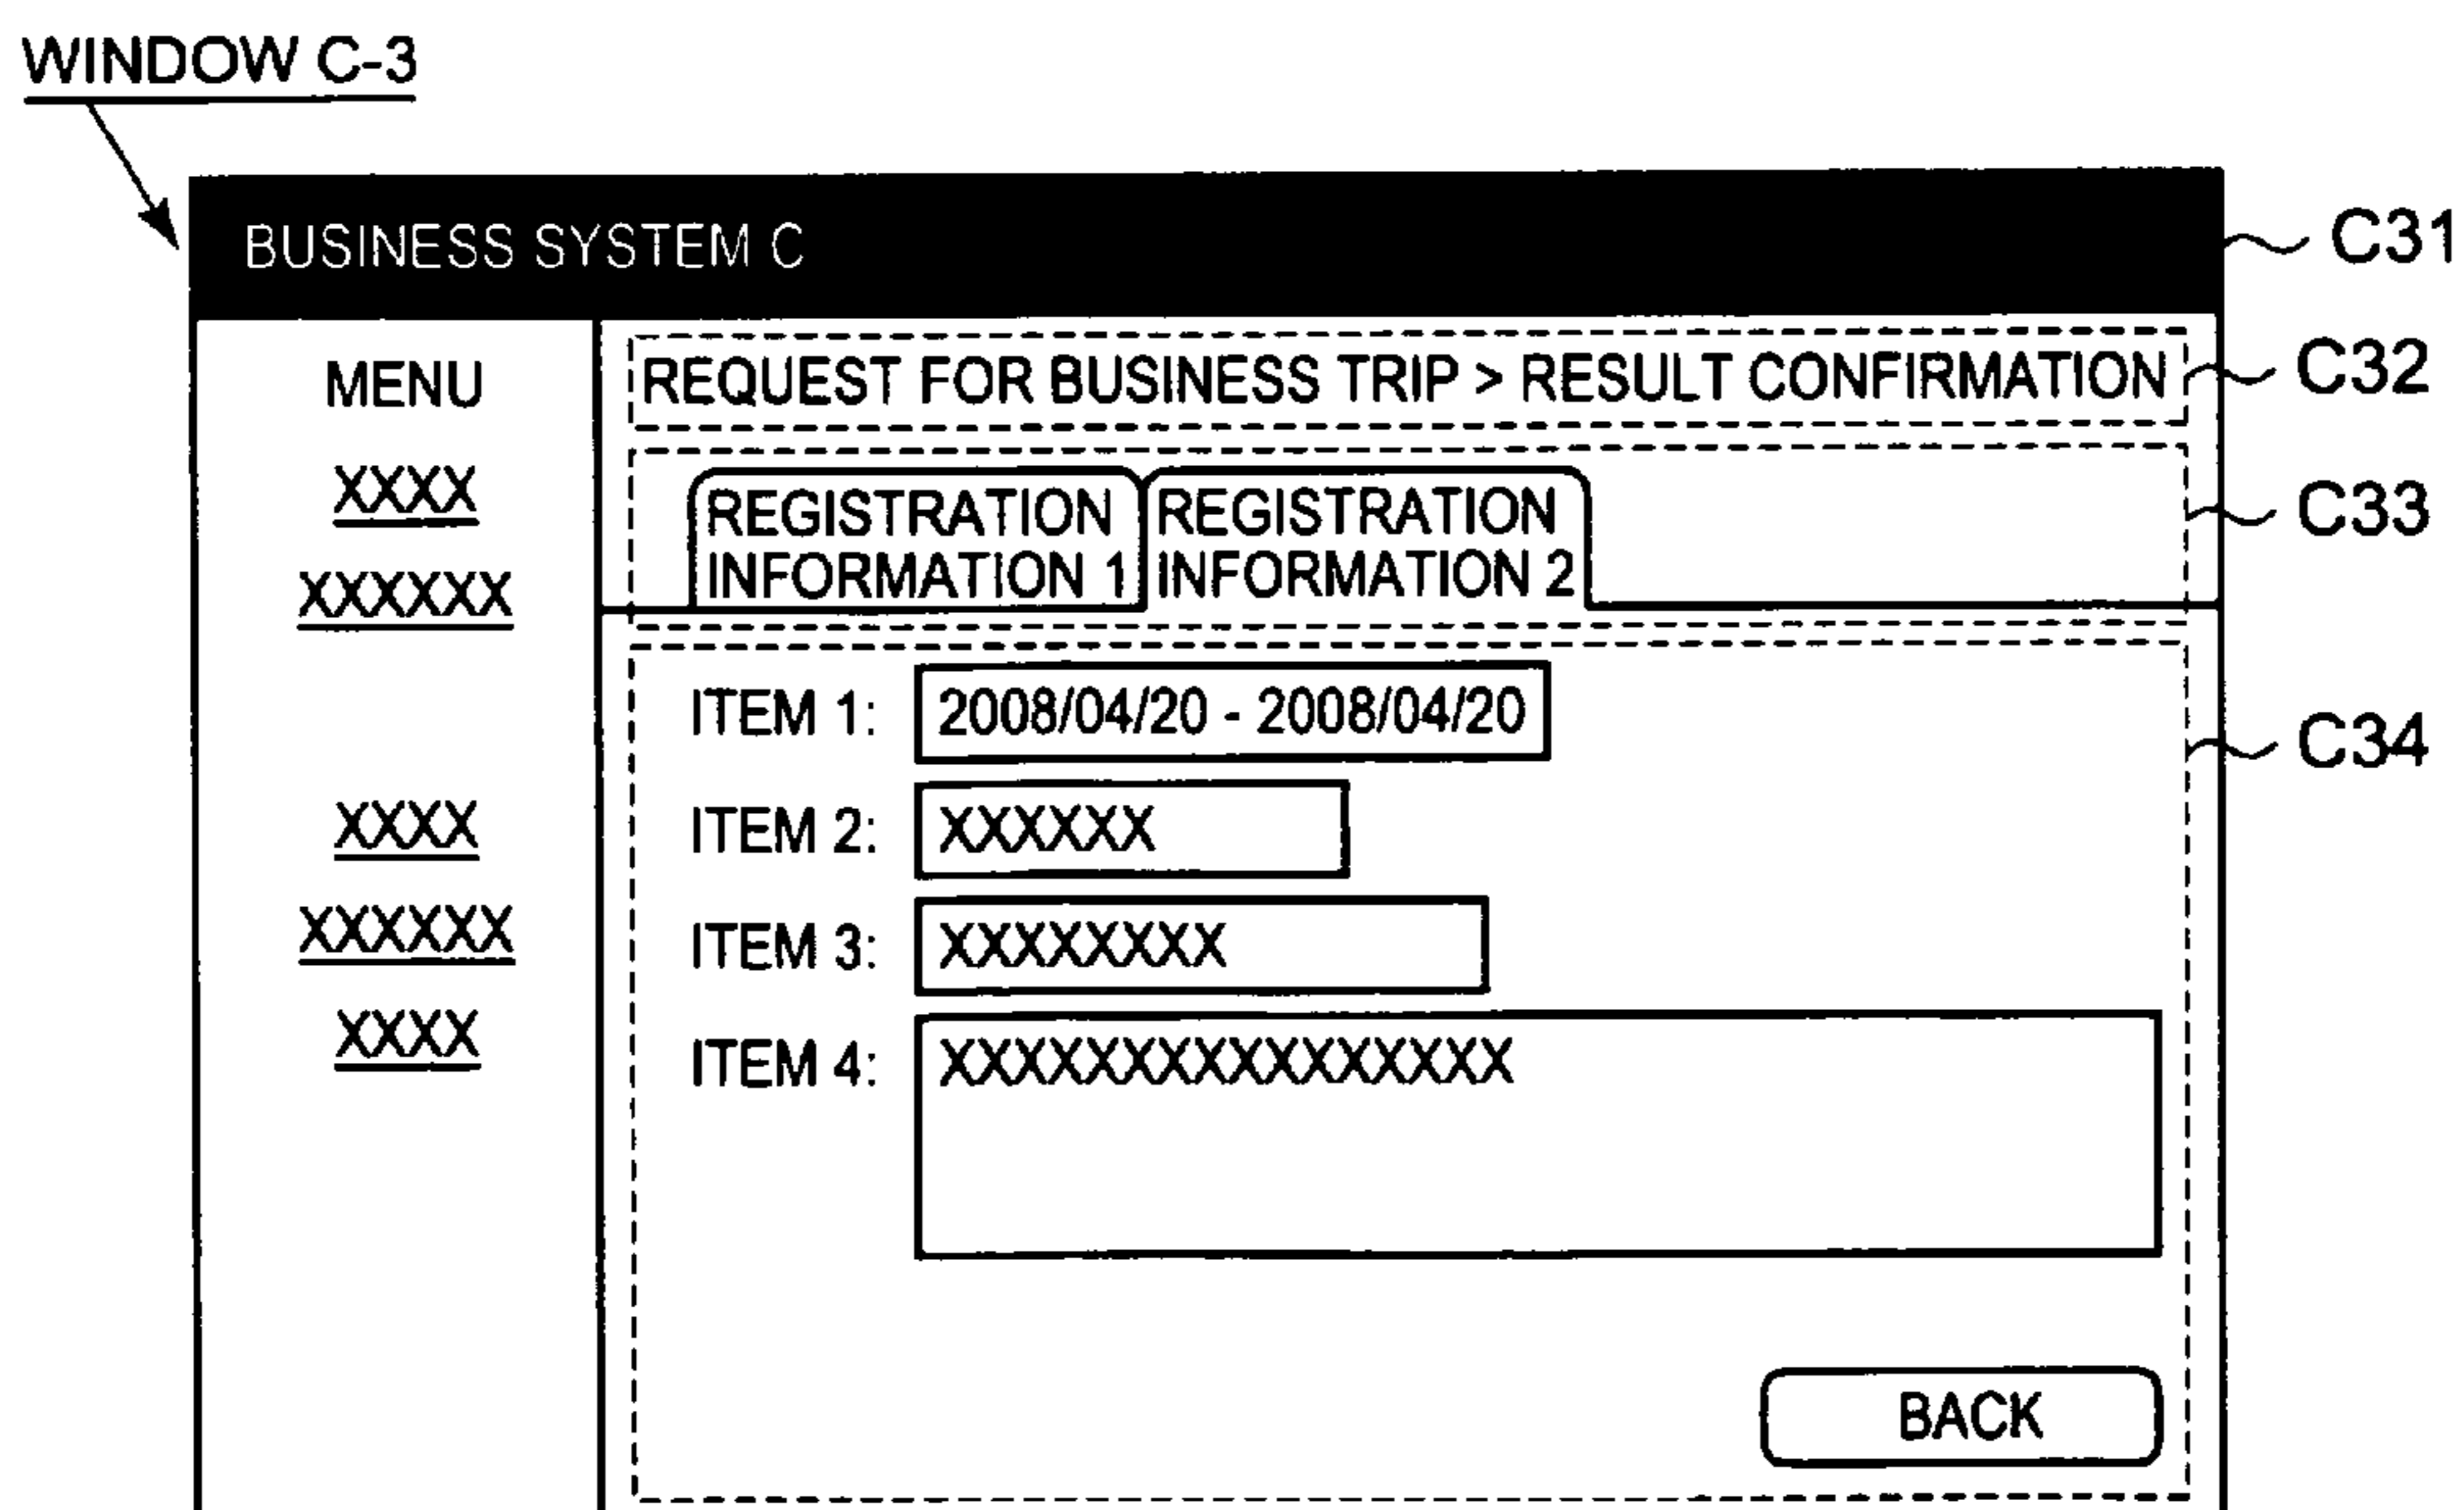 WINDOW C-3
BUSINESS SYSTEM C
C31
MENU
XXXX
XXXXXX
XXXX
XXXXXX
XXXX
REQUEST FOR BUSINESS TRIP > RESULT CONFIRMATION
C32
REGISTRATION
INFORMATION 1
REGISTRATION
INFORMATION 2
C33
ITEM 1: 2008/04/20 - 2008/04/20
C34
ITEM 2: XXXXXX
ITEM 3: XXXXXXXX
ITEM 4: XXXXXXXXXXXXXXXX
BACK